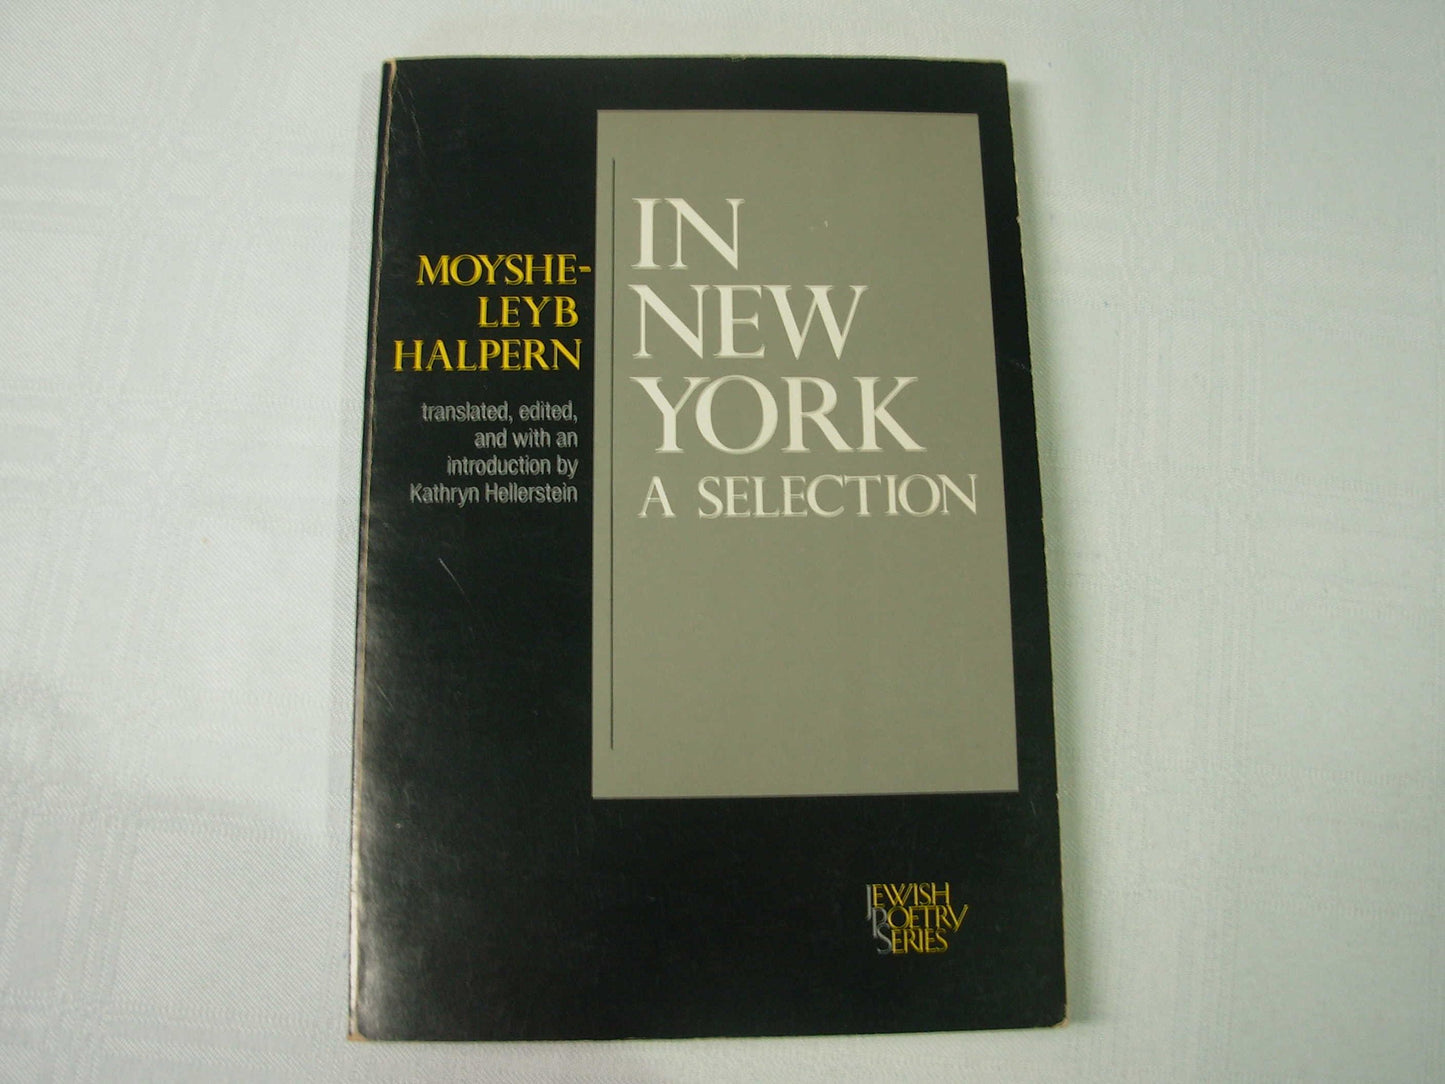 MOYSHE-
LEYB
HALPERN
translated, edited,
and with an
introduction by
Kathryn Hellerstein
IN
NEW
YORK
A SELECTION
JEWISH
POETRY
SERIES